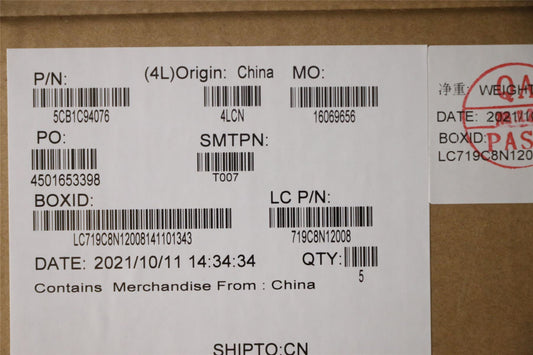 P/N: (4L)Origin: China MO:
5CB1C94076 4LCN 16069656
PO: SMTPN:
4501653398 T007
BOXID: LC P/N:
LC719C8N12008141101343 719C8N12008
DATE: 2021/10/11 14:34:34 QTY:
5
Contains Merchandise From : China
SHIPTO:CN
净重: WEIGHT
DATE: 2021/10
BOXID:
LC719C8N1200
QA
PAS